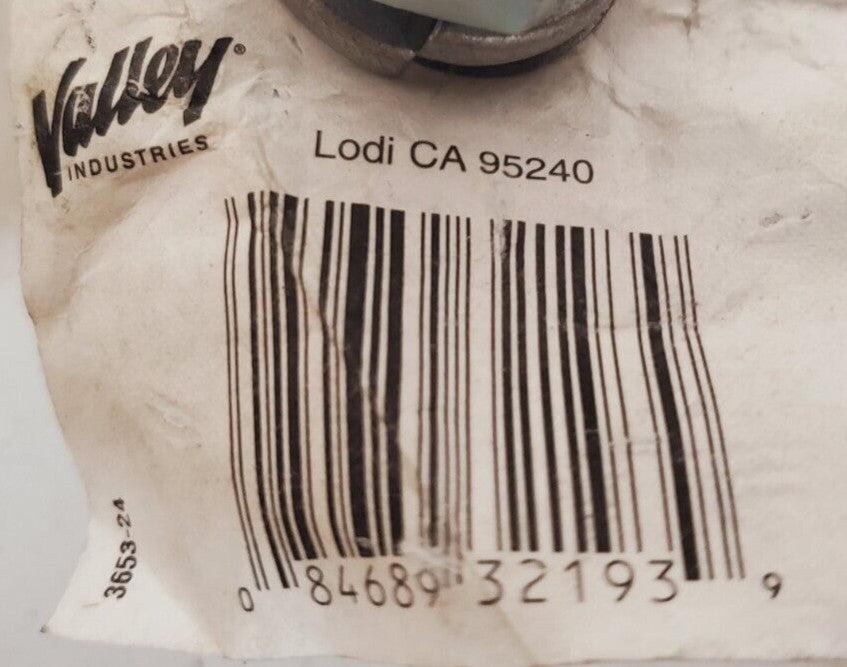 Valley®
INDUSTRIES
Lodi CA 95240
3653-24
0 84689 32193 9